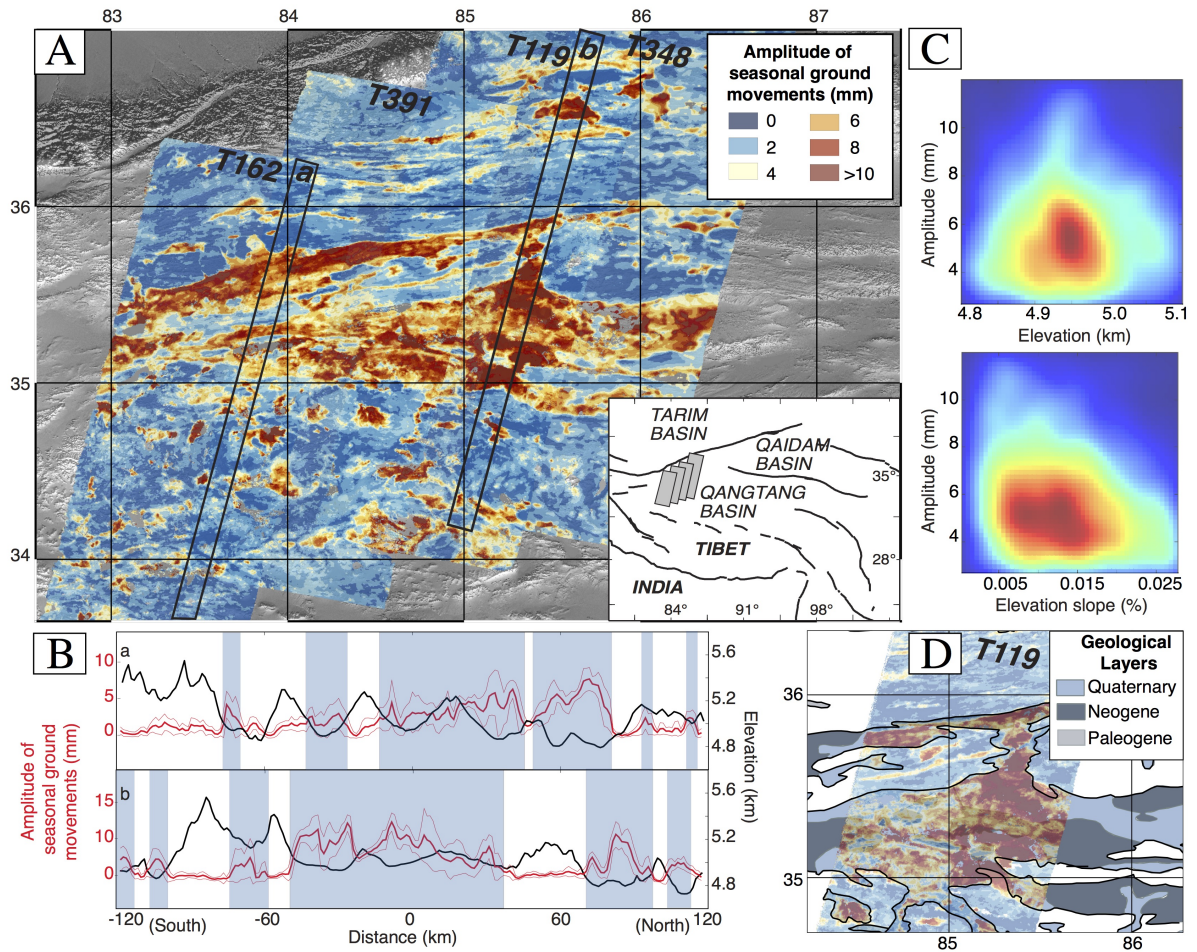 83 84 85 86 87
A
T119 b T348
T391
T162 a
Amplitude of
seasonal ground
movements (mm)
0 6
2 8
4 >10
36
35
34
TARIM
BASIN
QAIDAM
BASIN
35°
QANGTANG
BASIN
TIBET
28°
INDIA
84° 91° 98°
C
10
8
6
4
Amplitude (mm)
4.8 4.9 5.0 5.1
Elevation (km)
10
8
6
4
Amplitude (mm)
0.005 0.015 0.025
Elevation slope (%)
B
a
10
5
0
5.6
5.2
4.8
b
15
10
5
0
5.6
5.2
4.8
Amplitude of
seasonal ground
movements (mm)
Elevation (km)
-120 -60 0 60 120
(South) Distance (km) (North)
D
T119
Geological
Layers
Quaternary
Neogene
Paleogene
36
35
85 86